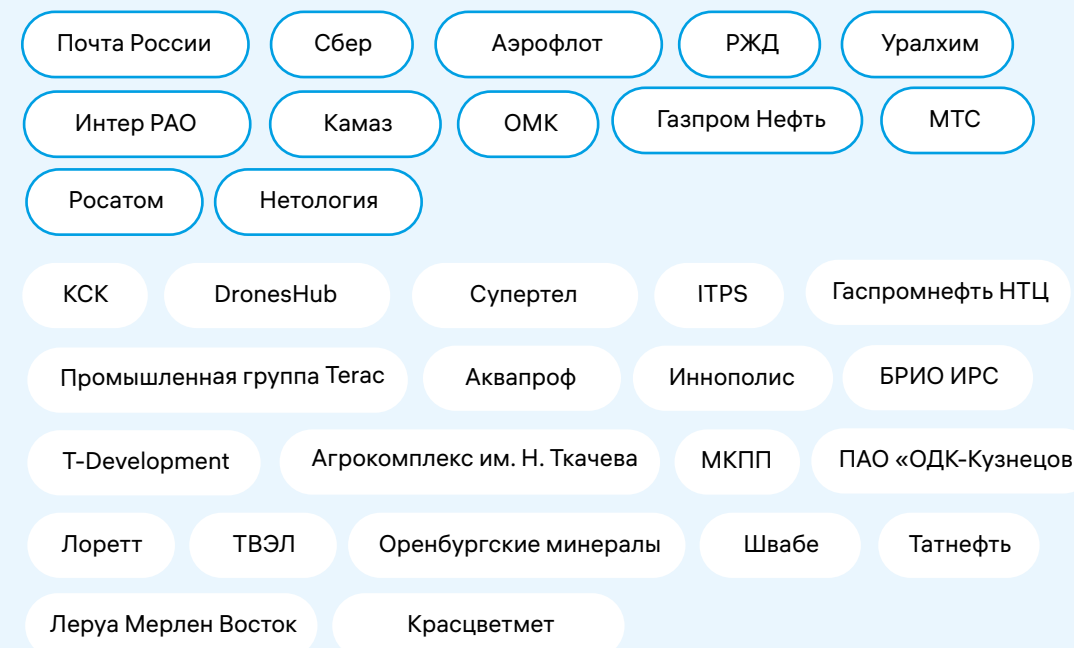 Почта России Сбер Аэрофлот РЖД Уралхим
Интер РАО Камаз ОМК Газпром Нефть МТС
Росатом Нетология
КСК DronesHub Супертел ITPS Гаспромнефть НТЦ
Промышленная группа Terac Аквапроф Иннополис БРИО ИРС
T-Development Агрокомплекс им. Н. Ткачева МКПП ПАО «ОДК-Кузнецов
Лоретт ТВЭЛ Оренбургские минералы Швабе Татнефть
Леруа Мерлен Восток Красцветмет